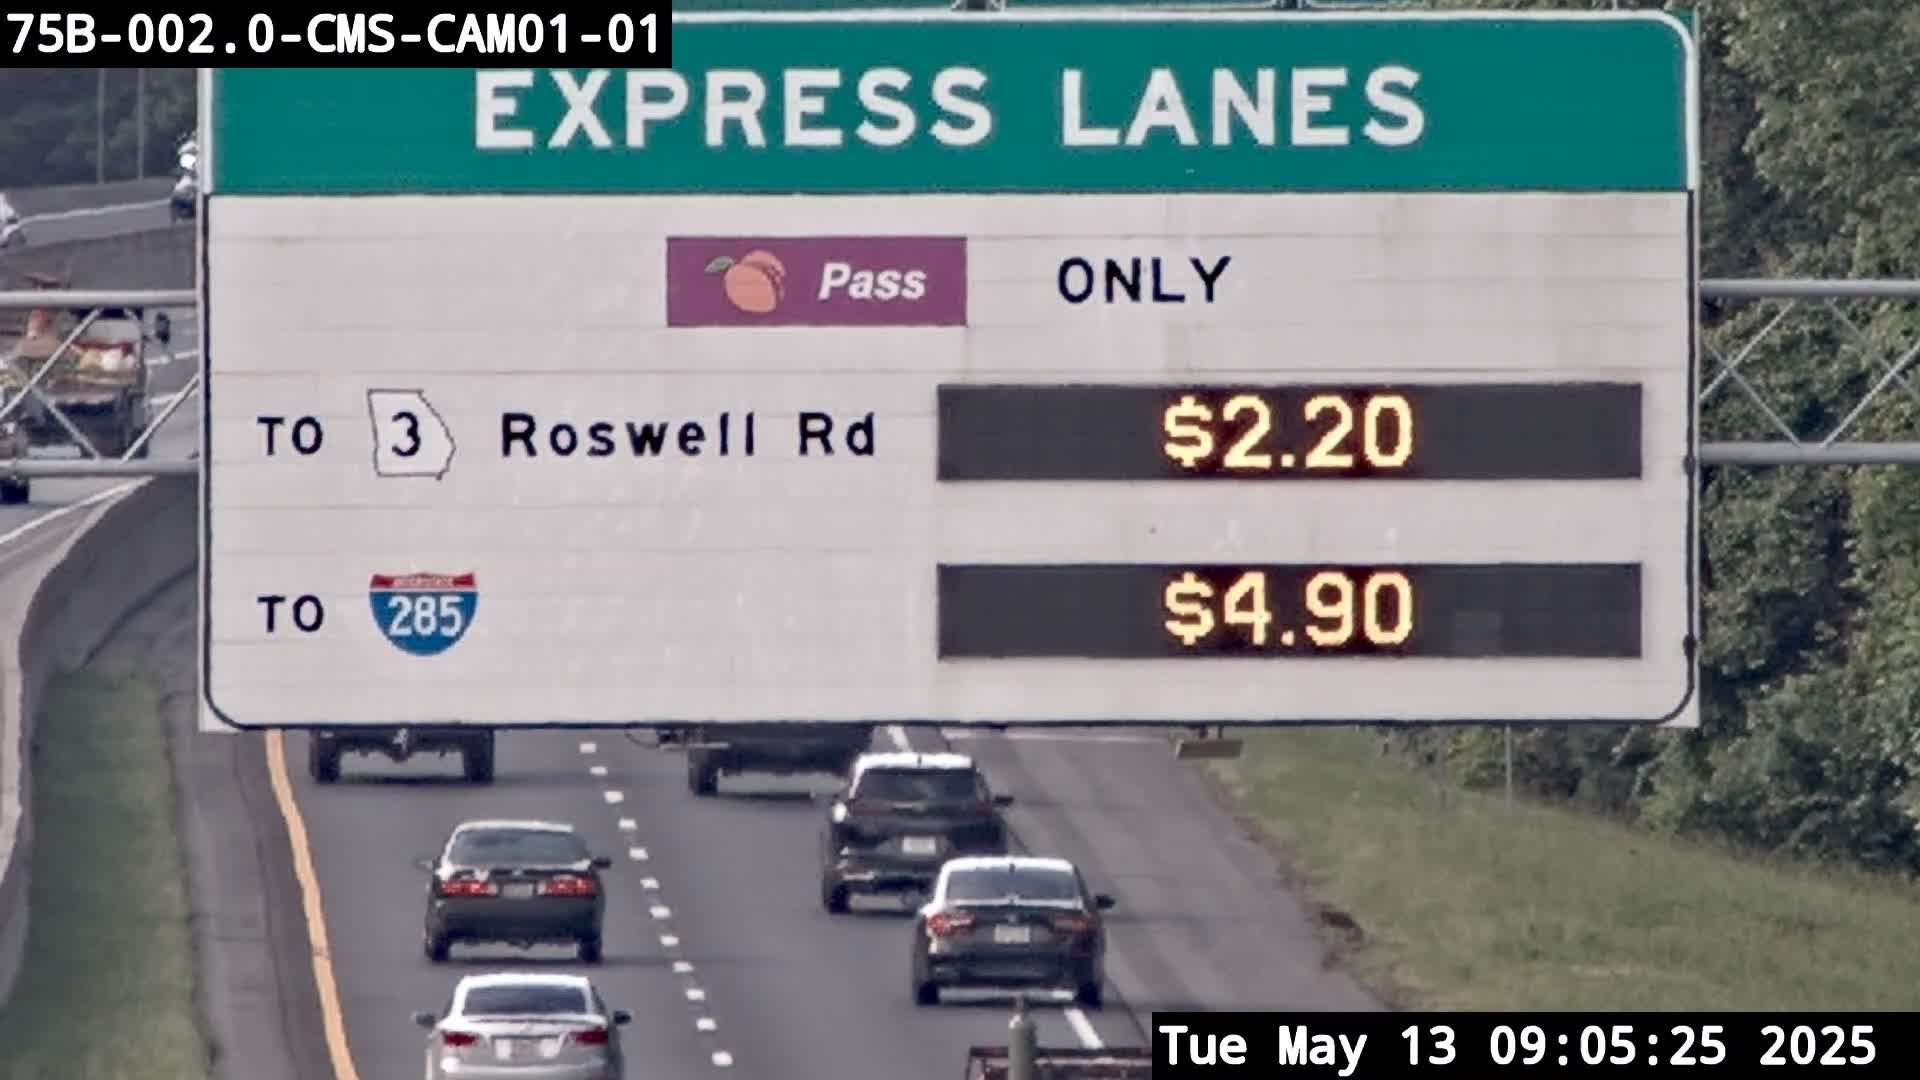 75B-002.0-CMS-CAM01-01
EXPRESS LANES
Pass ONLY
TO 3 Roswell Rd $2.20
TO INTERSTATE 285 $4.90
Tue May 13 09:05:25 2025